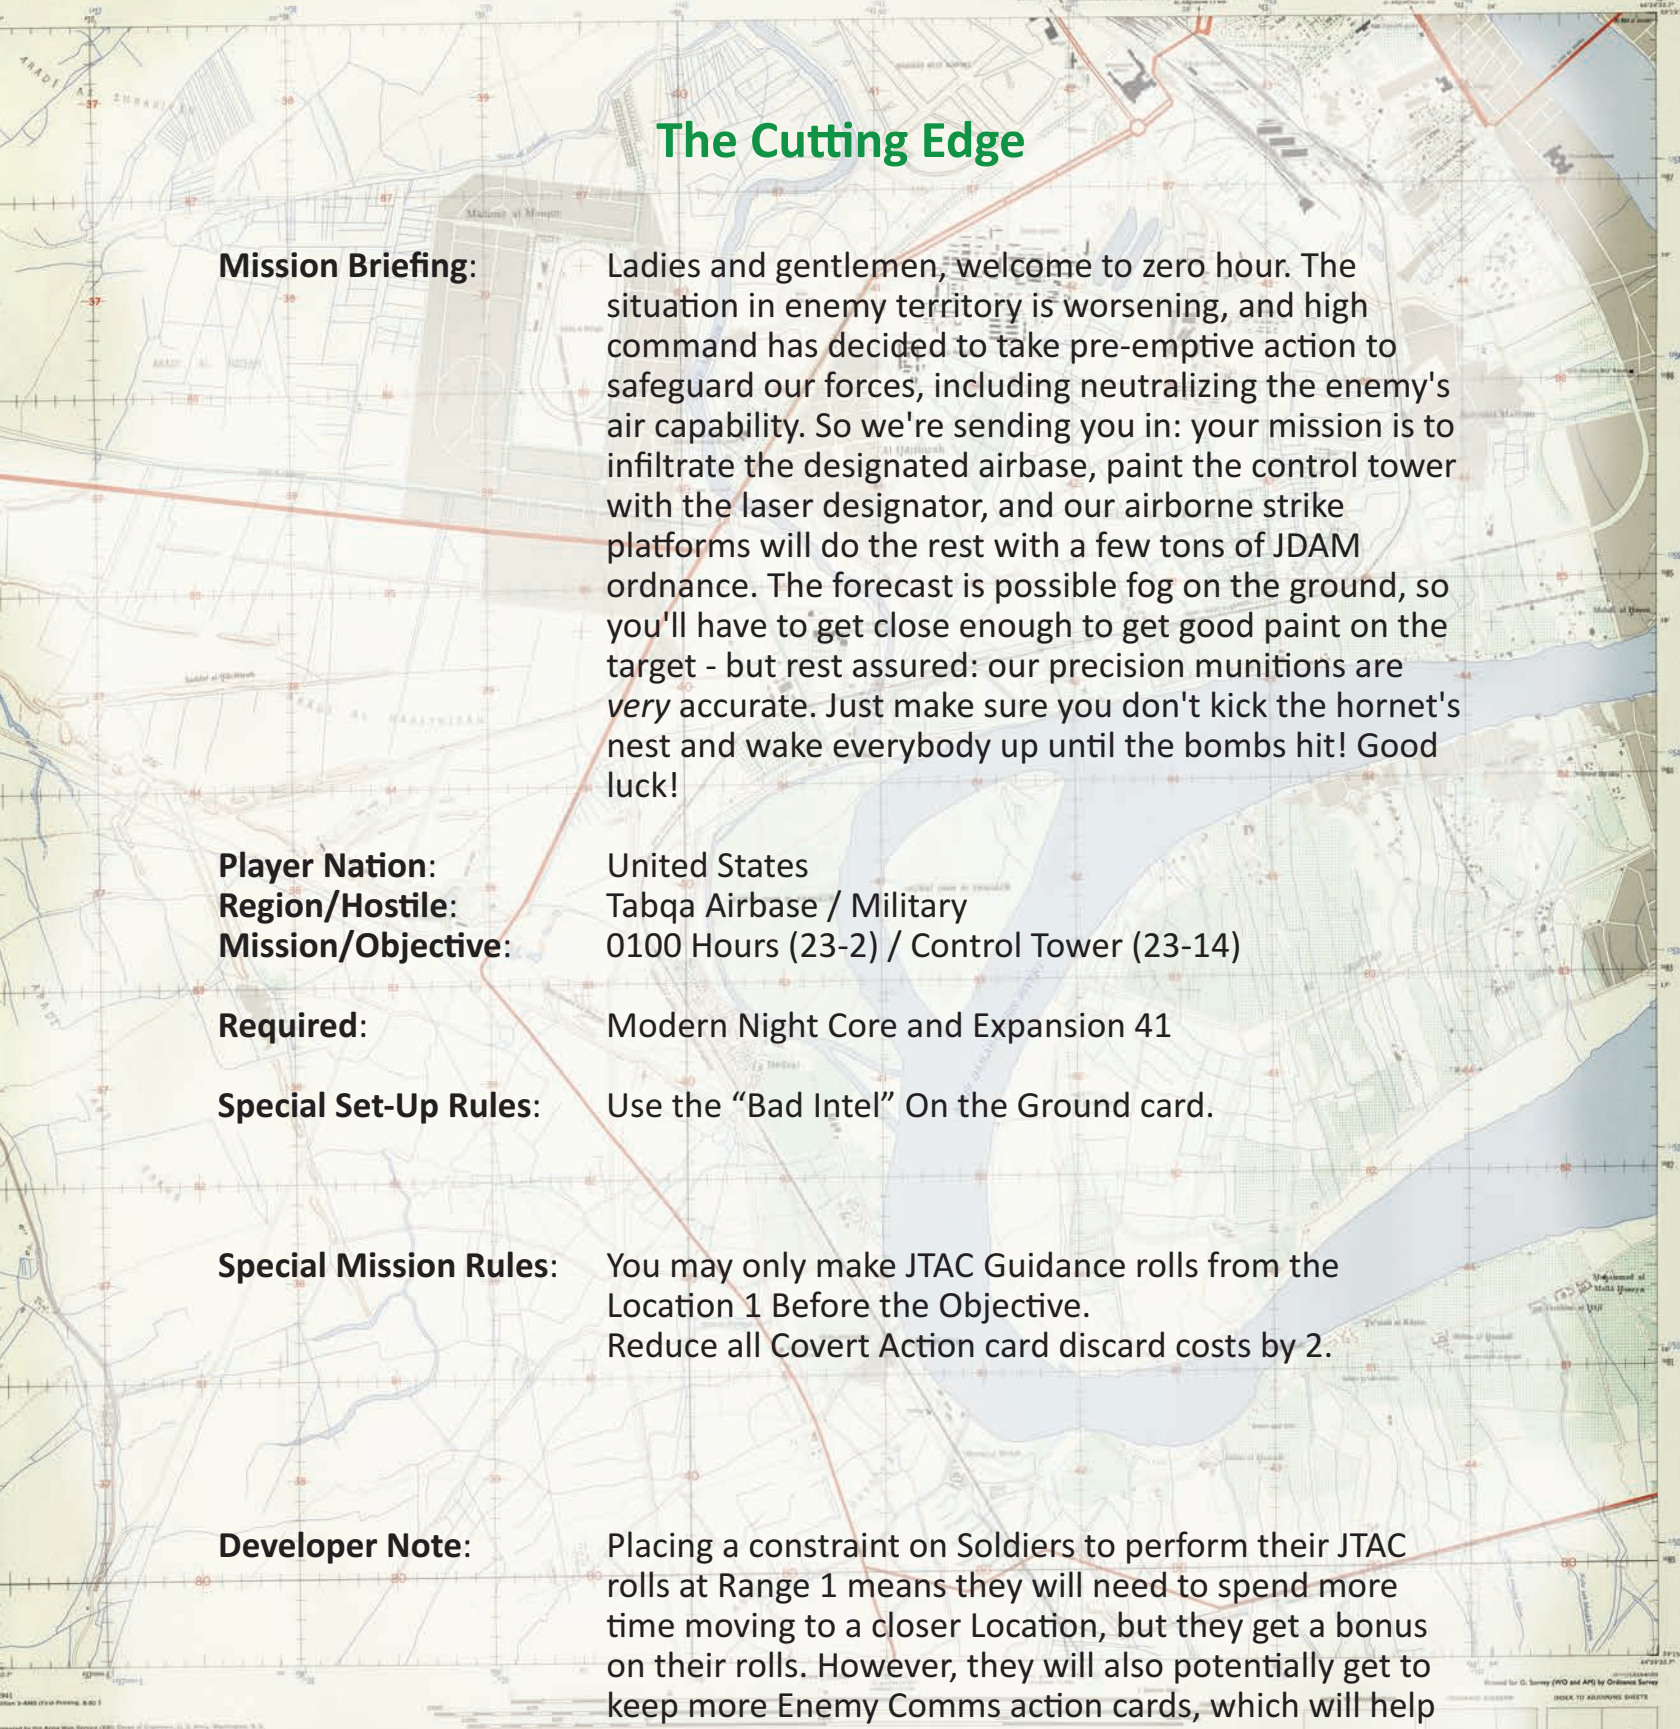 The Cutting Edge
Mission Briefing: Ladies and gentlemen, welcome to zero hour. The
situation in enemy territory is worsening, and high
command has decided to take pre-emptive action to
safeguard our forces, including neutralizing the enemy's
air capability. So we're sending you in: your mission is to
infiltrate the designated airbase, paint the control tower
with the laser designator, and our airborne strike
platforms will do the rest with a few tons of JDAM
ordnance. The forecast is possible fog on the ground, so
you'll have to get close enough to get good paint on the
target - but rest assured: our precision munitions are
very accurate. Just make sure you don't kick the hornet's
nest and wake everybody up until the bombs hit! Good
luck!
Player Nation: United States
Region/Hostile: Tabqa Airbase / Military
Mission/Objective: 0100 Hours (23-2) / Control Tower (23-14)
Required: Modern Night Core and Expansion 41
Special Set-Up Rules: Use the “Bad Intel” On the Ground card.
Special Mission Rules: You may only make JTAC Guidance rolls from the
Location 1 Before the Objective.
Reduce all Covert Action card discard costs by 2.
Developer Note: Placing a constraint on Soldiers to perform their JTAC
rolls at Range 1 means they will need to spend more
time moving to a closer Location, but they get a bonus
on their rolls. However, they will also potentially get to
keep more Enemy Comms action cards, which will help